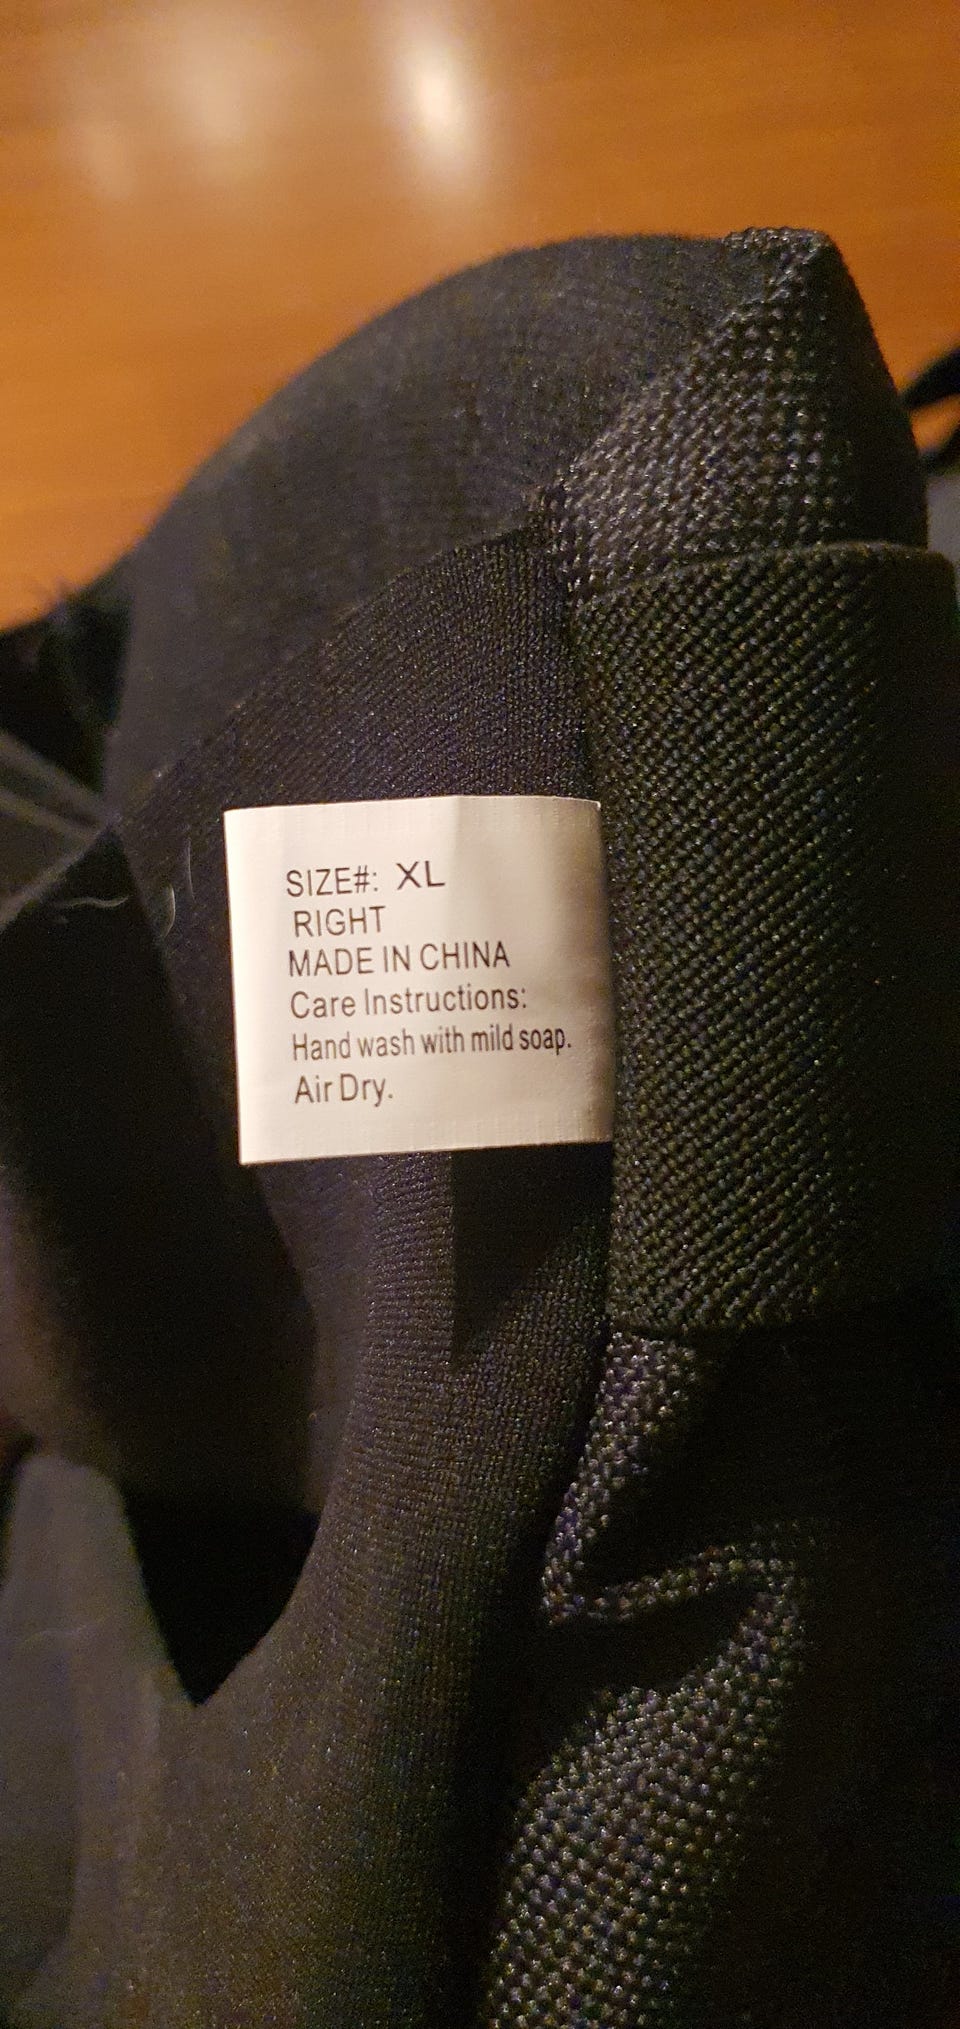 SIZE#: XL
RIGHT
MADE IN CHINA
Care Instructions:
Hand wash with mild soap.
Air Dry.